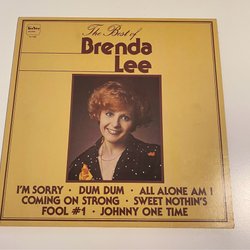 The Best of
Brenda
Lee
I'M SORRY · DUM DUM · ALL ALONE AM I
COMING ON STRONG · SWEET NOTHIN'S
FOOL #1 · JOHNNY ONE TIME